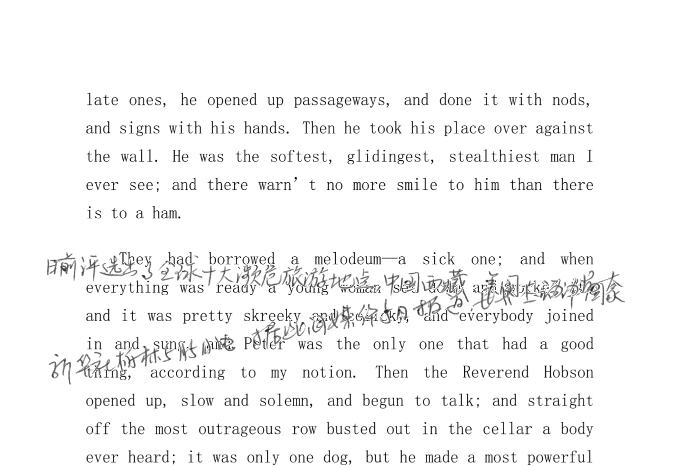 late ones, he opened up passageways, and done it with nods,
and signs with his hands. Then he took his place over against
the wall. He was the softest, glidingest, stealthiest man I
ever see; and there warn’t no more smile to him than there
is to a ham.
They had borrowed a melodeum—a sick one; and when
日前评选出了全球十大濒危旅游地点,中国西藏
everything was ready a young woman set down and worked
and it was pretty skreeky and colicky, and everybody joined
in and sung, and Peter was the only one that had a good
新华社柏林5月 日电
thing, according to my notion. Then the Reverend Hobson
opened up, slow and solemn, and begun to talk; and straight
off the most outrageous row busted out in the cellar a body
ever heard; it was only one dog, but he made a most powerful